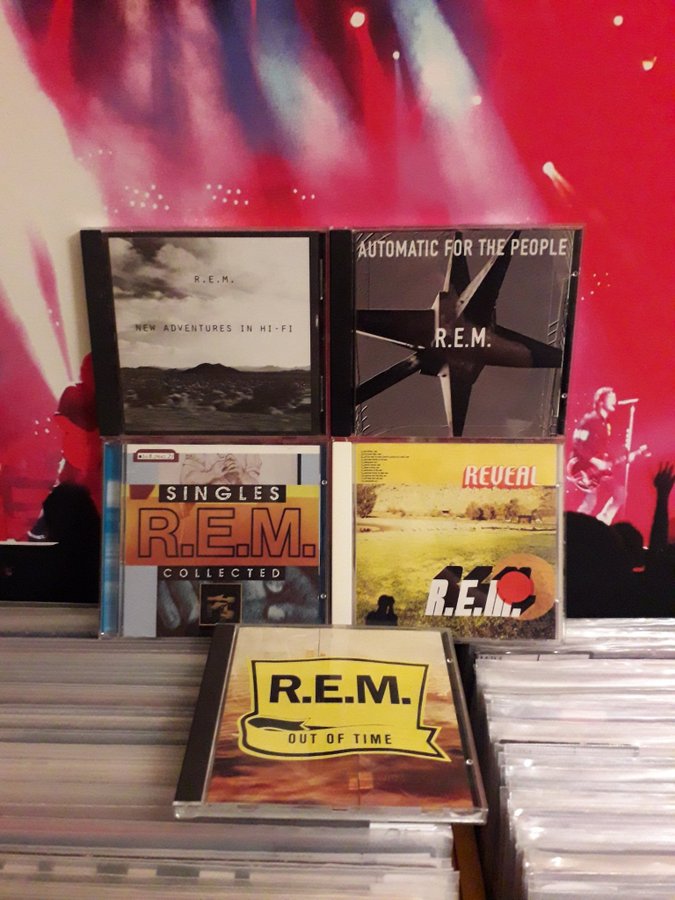 R.E.M.
NEW ADVENTURES IN HI-FI
AUTOMATIC FOR THE PEOPLE
R.E.M.
SINGLES
R.E.M.
COLLECTED
REVEAL
R.E.M.
R.E.M.
OUT OF TIME